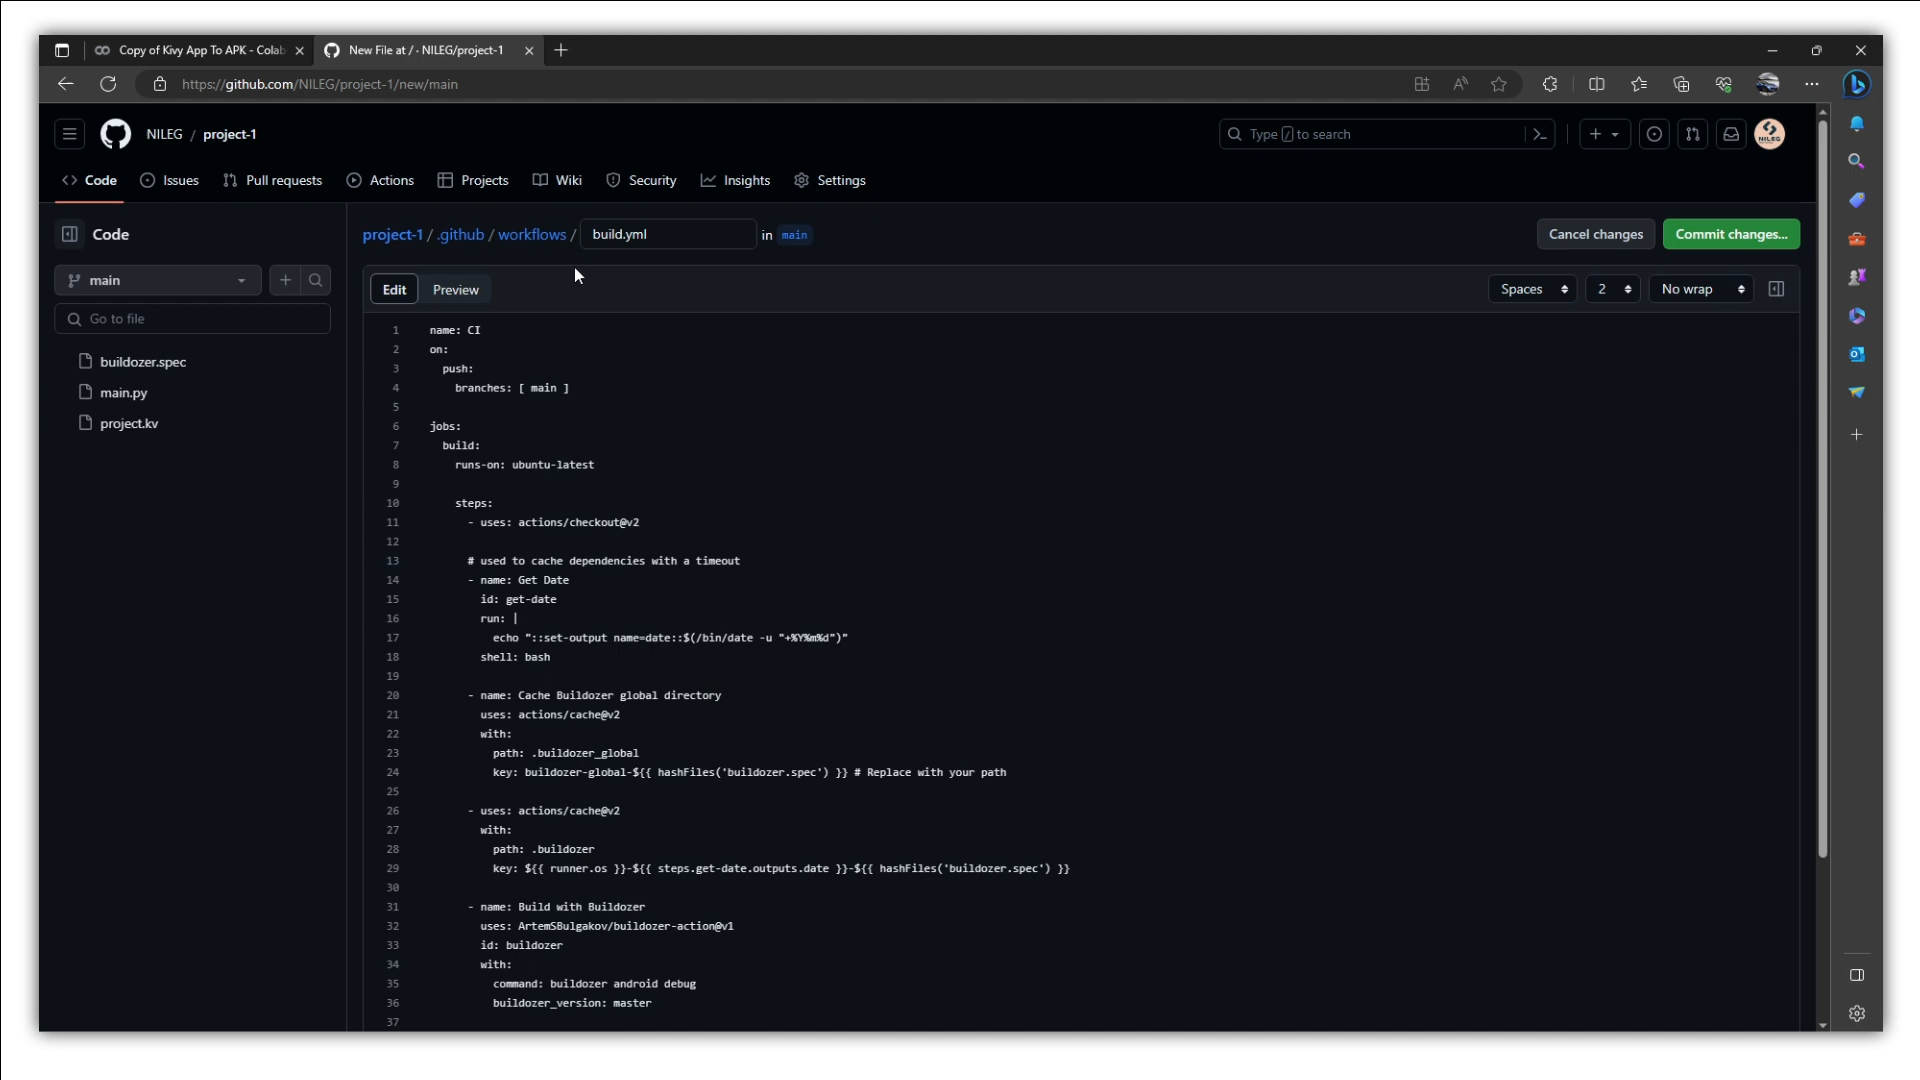 Copy of Kivy App To APK - Colab
New File at / · NILEG/project-1
https://github.com/NILEG/project-1/new/main
NILEG / project-1
Type / to search
NILEG
Code
Issues
Pull requests
Actions
Projects
Wiki
Security
Insights
Settings
Code
main
Go to file
buildozer.spec
main.py
project.kv
project-1 / .github / workflows / build.yml in main
Cancel changes
Commit changes...
Edit
Preview
Spaces
2
No wrap
1 name: CI
2 on:
3 push:
4 branches: [ main ]
5
6 jobs:
7 build:
8 runs-on: ubuntu-latest
9
10 steps:
11 - uses: actions/checkout@v2
12
13 # used to cache dependencies with a timeout
14 - name: Get Date
15 id: get-date
16 run: |
17 echo "::set-output name=date::$(/bin/date -u "+%Y%m%d")"
18 shell: bash
19
20 - name: Cache Buildozer global directory
21 uses: actions/cache@v2
22 with:
23 path: .buildozer_global
24 key: buildozer-global-${{ hashFiles('buildozer.spec') }} # Replace with your path
25
26 - uses: actions/cache@v2
27 with:
28 path: .buildozer
29 key: ${{ runner.os }}-${{ steps.get-date.outputs.date }}-${{ hashFiles('buildozer.spec') }}
30
31 - name: Build with Buildozer
32 uses: ArtemSBulgakov/buildozer-action@v1
33 id: buildozer
34 with:
35 command: buildozer android debug
36 buildozer_version: master
37